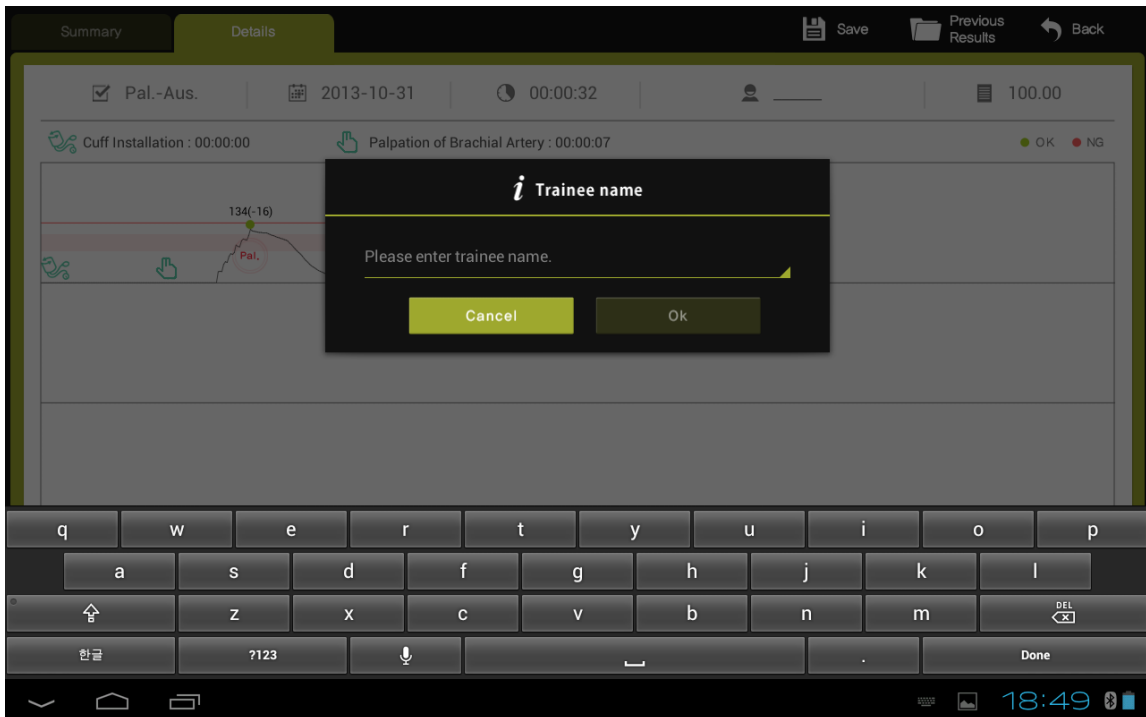 Summary
Details
Save
Previous
Results
Back
Pal.-Aus.
2013-10-31
00:00:32
100.00
Cuff Installation : 00:00:00
Palpation of Brachial Artery : 00:00:07
OK
NG
134(-16)
Pal.
i Trainee name
Please enter trainee name.
Cancel
Ok
q w e r t y u i o p
a s d f g h j k l
z x c v b n m DEL
한글 ?123 . Done
18:49